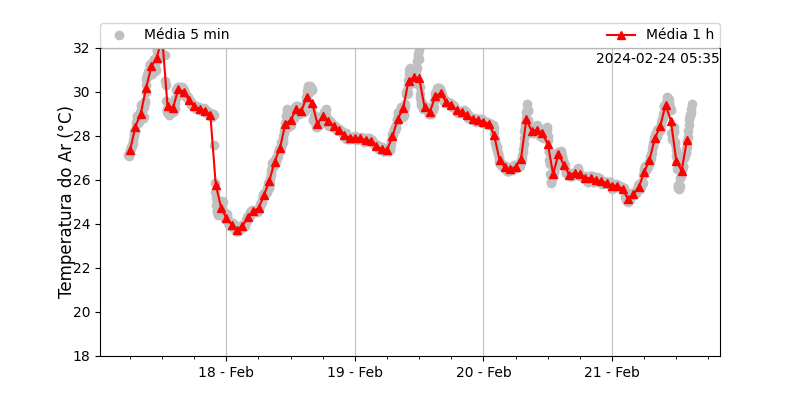 Média 5 min
Média 1 h
2024-02-24 05:35
Temperatura do Ar (°C)
32
30
28
26
24
22
20
18
18 - Feb
19 - Feb
20 - Feb
21 - Feb